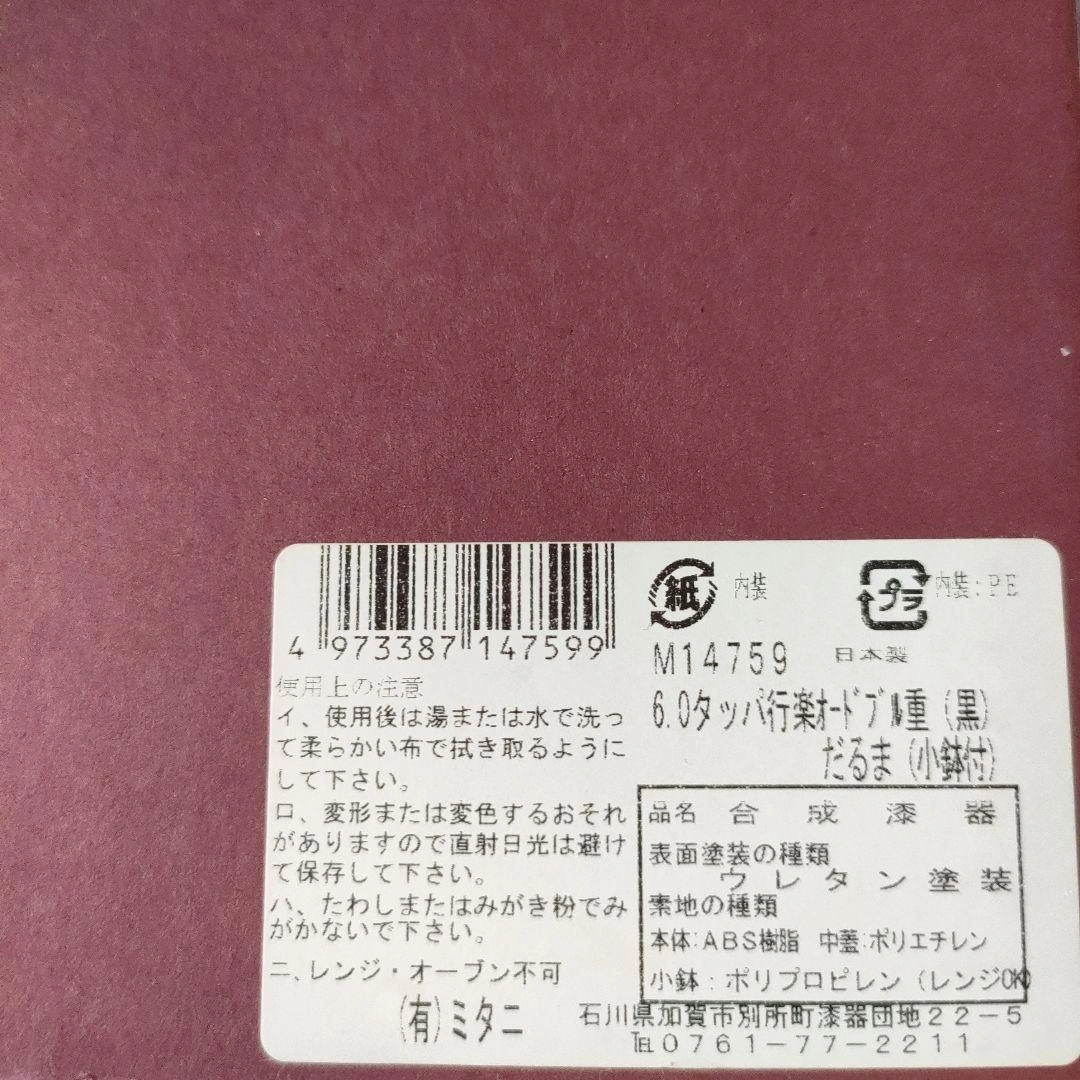 4 973387 147599
使用上の注意
イ、使用後は湯または水で洗っ
て柔らかい布で拭き取るように
して下さい。
ロ、変形または変色するおそれ
がありますので直射日光は避け
て保存して下さい。
ハ、たわしまたはみがき粉でみ
がかないで下さい。
ニ、レンジ・オーブン不可
(有)ミタニ
紙 内装
プラ 内装:PE
M14759 日本製
6.0タッパ行楽オードブル重(黒)
だるま(小鉢付)
品名 合成漆器
表面塗装の種類
ウレタン塗装
素地の種類
本体:ABS樹脂 中蓋:ポリエチレン
小鉢:ポリプロピレン(レンジOK)
石川県加賀市別所町漆器団地22-5
℡0761-77-2211